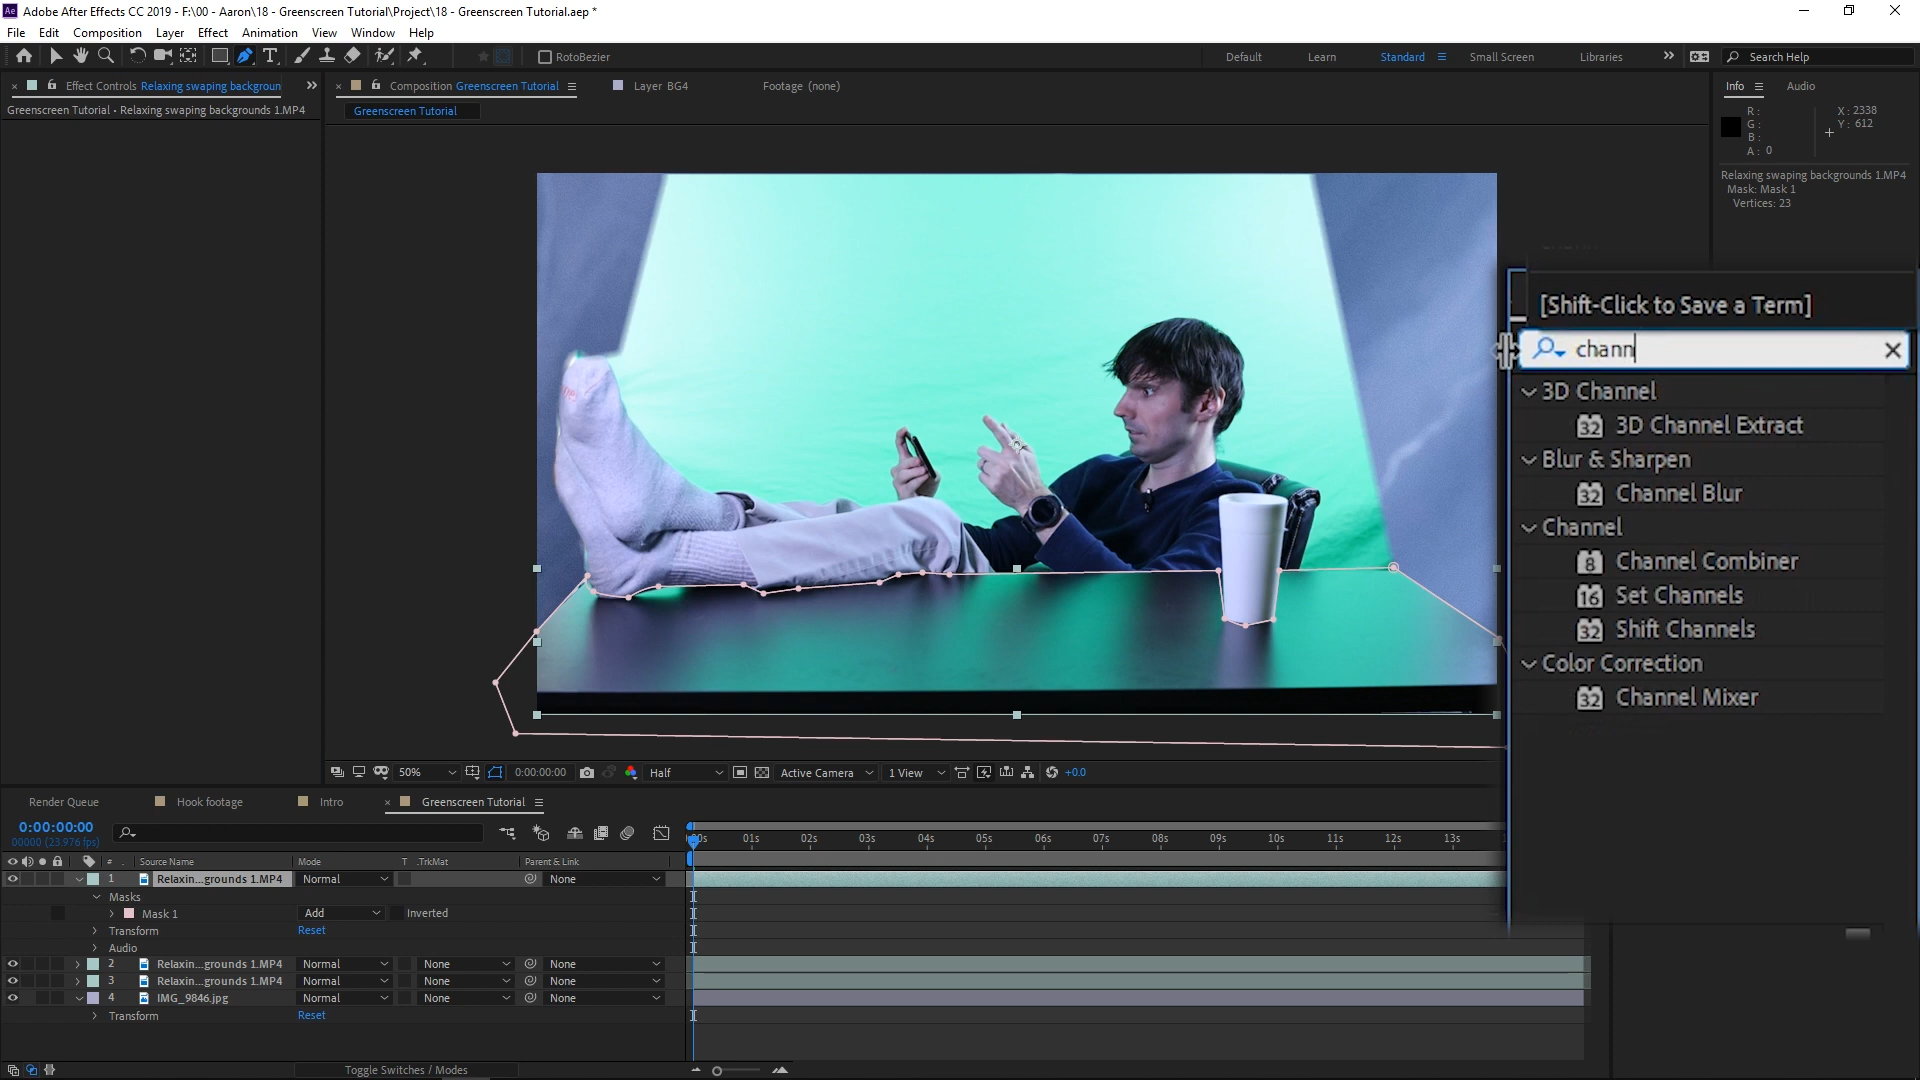 Adobe After Effects CC 2019 - F:\00 - Aaron\18 - Greenscreen Tutorial\Project\18 - Greenscreen Tutorial.aep *
File Edit Composition Layer Effect Animation View Window Help
RotoBezier
Default Learn Standard Small Screen Libraries Search Help
Effect Controls Relaxing swaping backgroun
Composition Greenscreen Tutorial
Layer BG4
Footage (none)
Info
Audio
Greenscreen Tutorial • Relaxing swaping backgrounds 1.MP4
Greenscreen Tutorial
R :
G :
B :
A : 0
X : 2338
Y : 612
Relaxing swaping backgrounds 1.MP4
Mask: Mask 1
Vertices: 23
[Shift-Click to Save a Term]
chann
3D Channel
32 3D Channel Extract
Blur & Sharpen
32 Channel Blur
Channel
8 Channel Combiner
16 Set Channels
32 Shift Channels
Color Correction
32 Channel Mixer
50% 0:00:00:00 Half Active Camera 1 View +0.0
Render Queue Hook footage Intro Greenscreen Tutorial
0:00:00:00
00000 (23.976 fps)
00s 01s 02s 03s 04s 05s 06s 07s 08s 09s 10s 11s 12s 13s
# Source Name Mode T .TrkMat Parent & Link
1 Relaxin...grounds 1.MP4 Normal None
Masks
Mask 1 Add Inverted
Transform Reset
Audio
2 Relaxin...grounds 1.MP4 Normal None None
3 Relaxin...grounds 1.MP4 Normal None None
4 IMG_9846.jpg Normal None None
Transform Reset
Toggle Switches / Modes